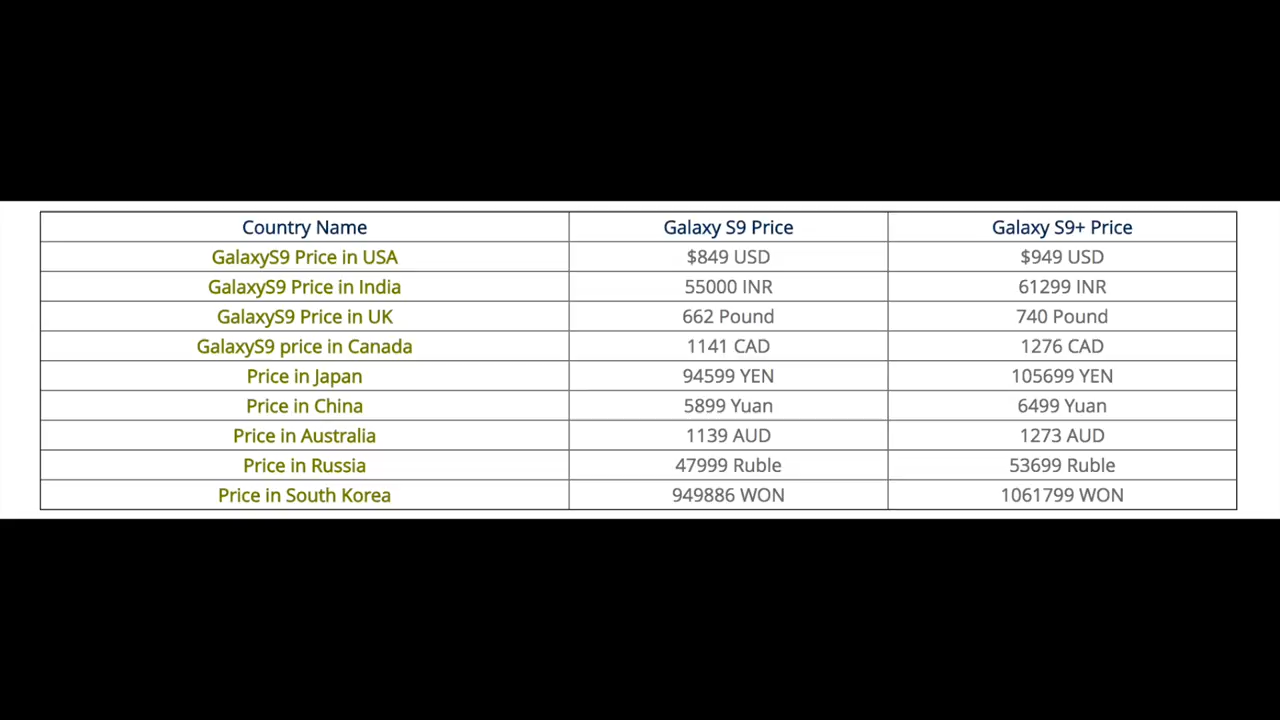 Country Name Galaxy S9 Price Galaxy S9+ Price
GalaxyS9 Price in USA $849 USD $949 USD
GalaxyS9 Price in India 55000 INR 61299 INR
GalaxyS9 Price in UK 662 Pound 740 Pound
GalaxyS9 price in Canada 1141 CAD 1276 CAD
Price in Japan 94599 YEN 105699 YEN
Price in China 5899 Yuan 6499 Yuan
Price in Australia 1139 AUD 1273 AUD
Price in Russia 47999 Ruble 53699 Ruble
Price in South Korea 949886 WON 1061799 WON